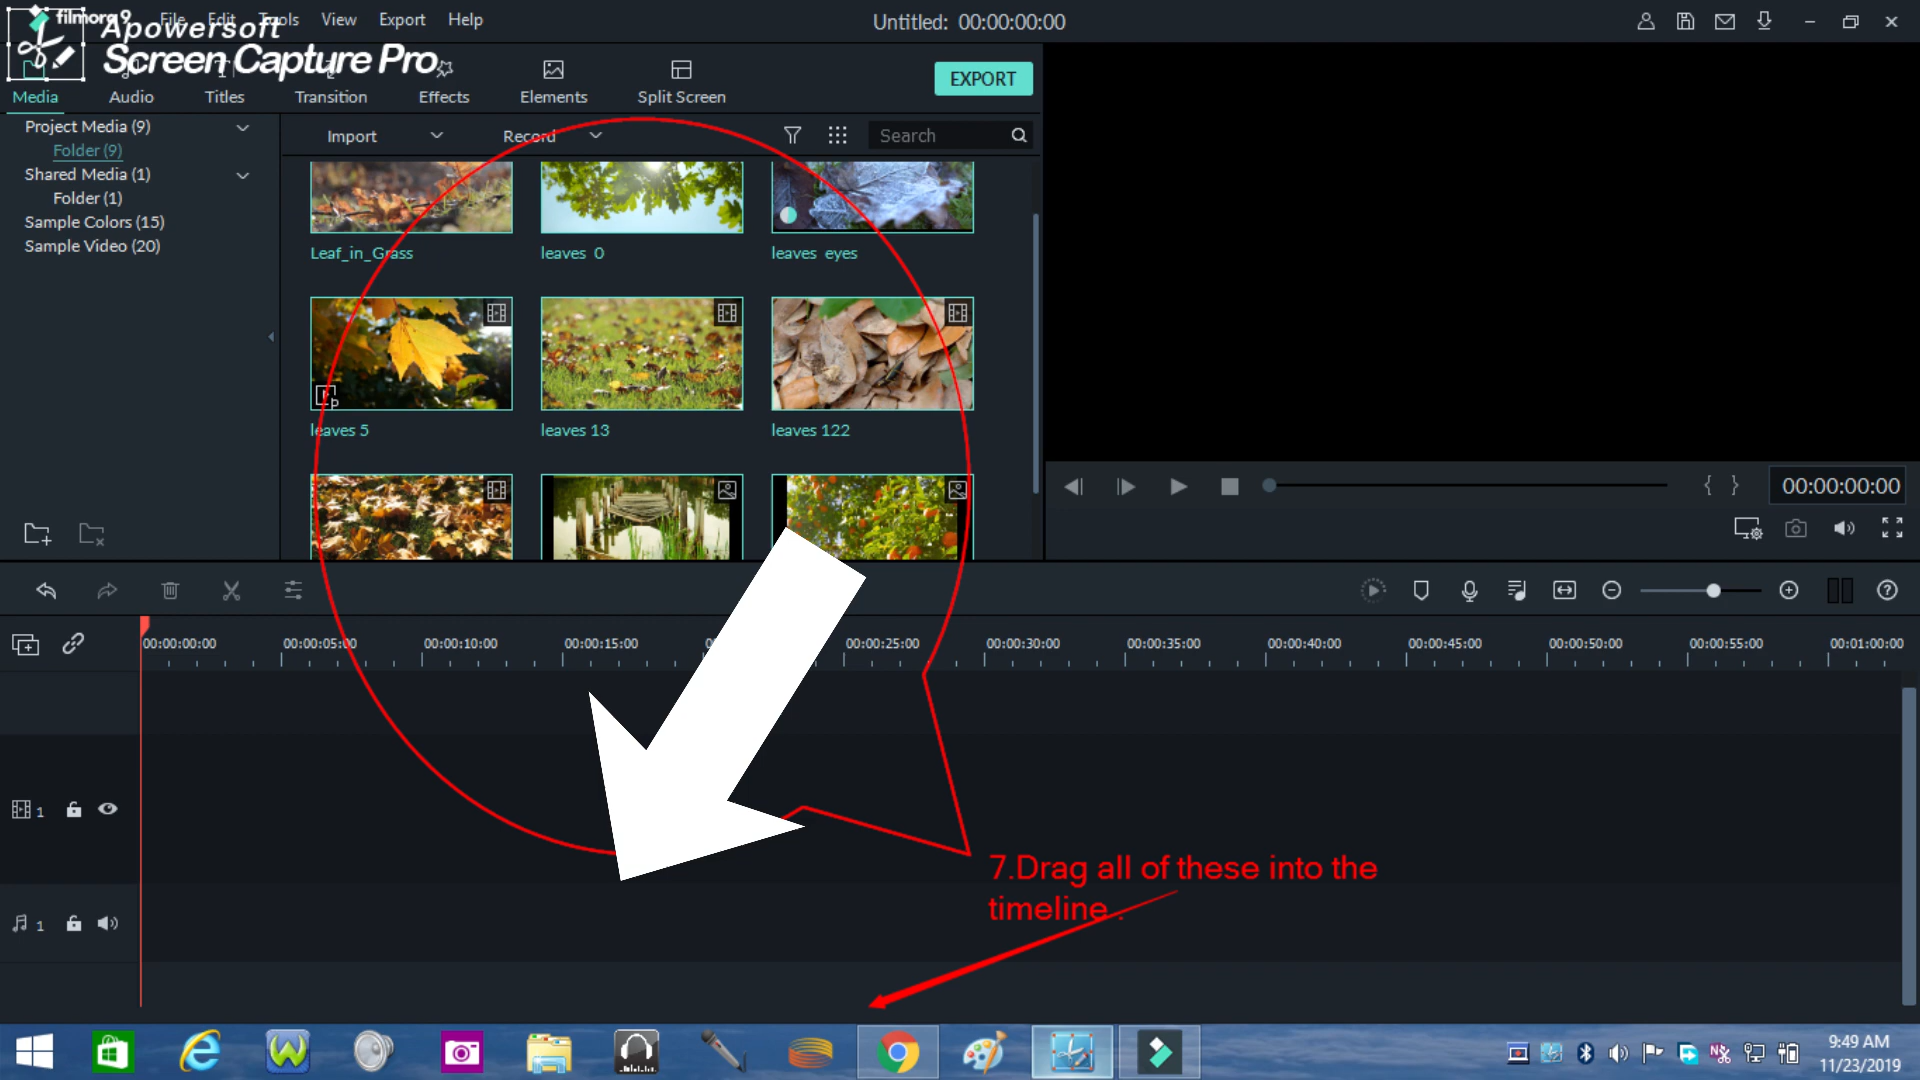 filmora9 File Edit Tools View Export Help Untitled: 00:00:00:00
Apowersoft
Screen Capture Pro
Media Audio Titles Transition Effects Elements Split Screen EXPORT
Project Media (9) Import Record Search
Folder (9)
Shared Media (1)
Folder (1)
Sample Colors (15)
Sample Video (20)
Leaf_in_Grass leaves 0 leaves eyes
leaves 5 leaves 13 leaves 122
00:00:00:00
00:00:00:00 00:00:05:00 00:00:10:00 00:00:15:00 00:00:25:00 00:00:30:00 00:00:35:00 00:00:40:00 00:00:45:00 00:00:50:00 00:00:55:00 00:01:00:00
1
7.Drag all of these into the
timeline .
1
9:49 AM
11/23/2019